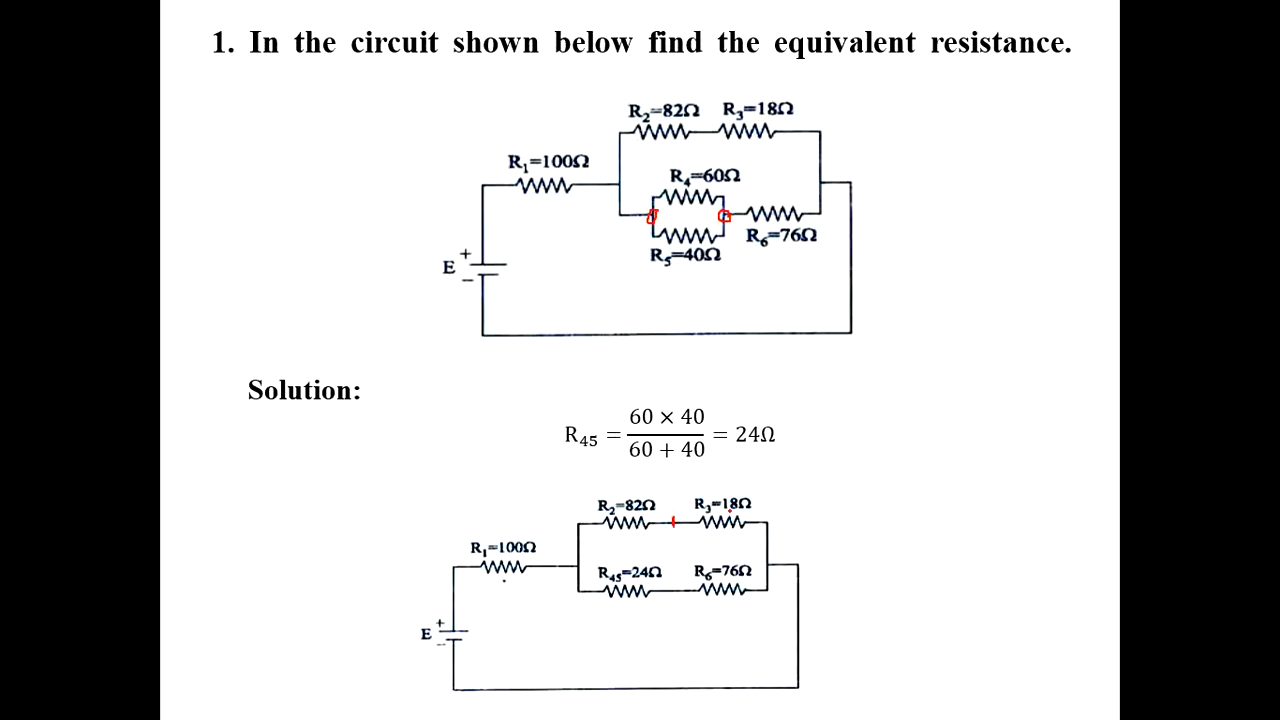 1. In the circuit shown below find the equivalent resistance.
R₂=82Ω R₃=18Ω
R₁=100Ω
R₄=60Ω
R₆=76Ω
R₅=40Ω
+
E
−
Solution:
R₄₅ = (60 × 40)/(60 + 40) = 24Ω
R₂=82Ω R₃=18Ω
R₁=100Ω
R₄₅=24Ω R₆=76Ω
+
E
−